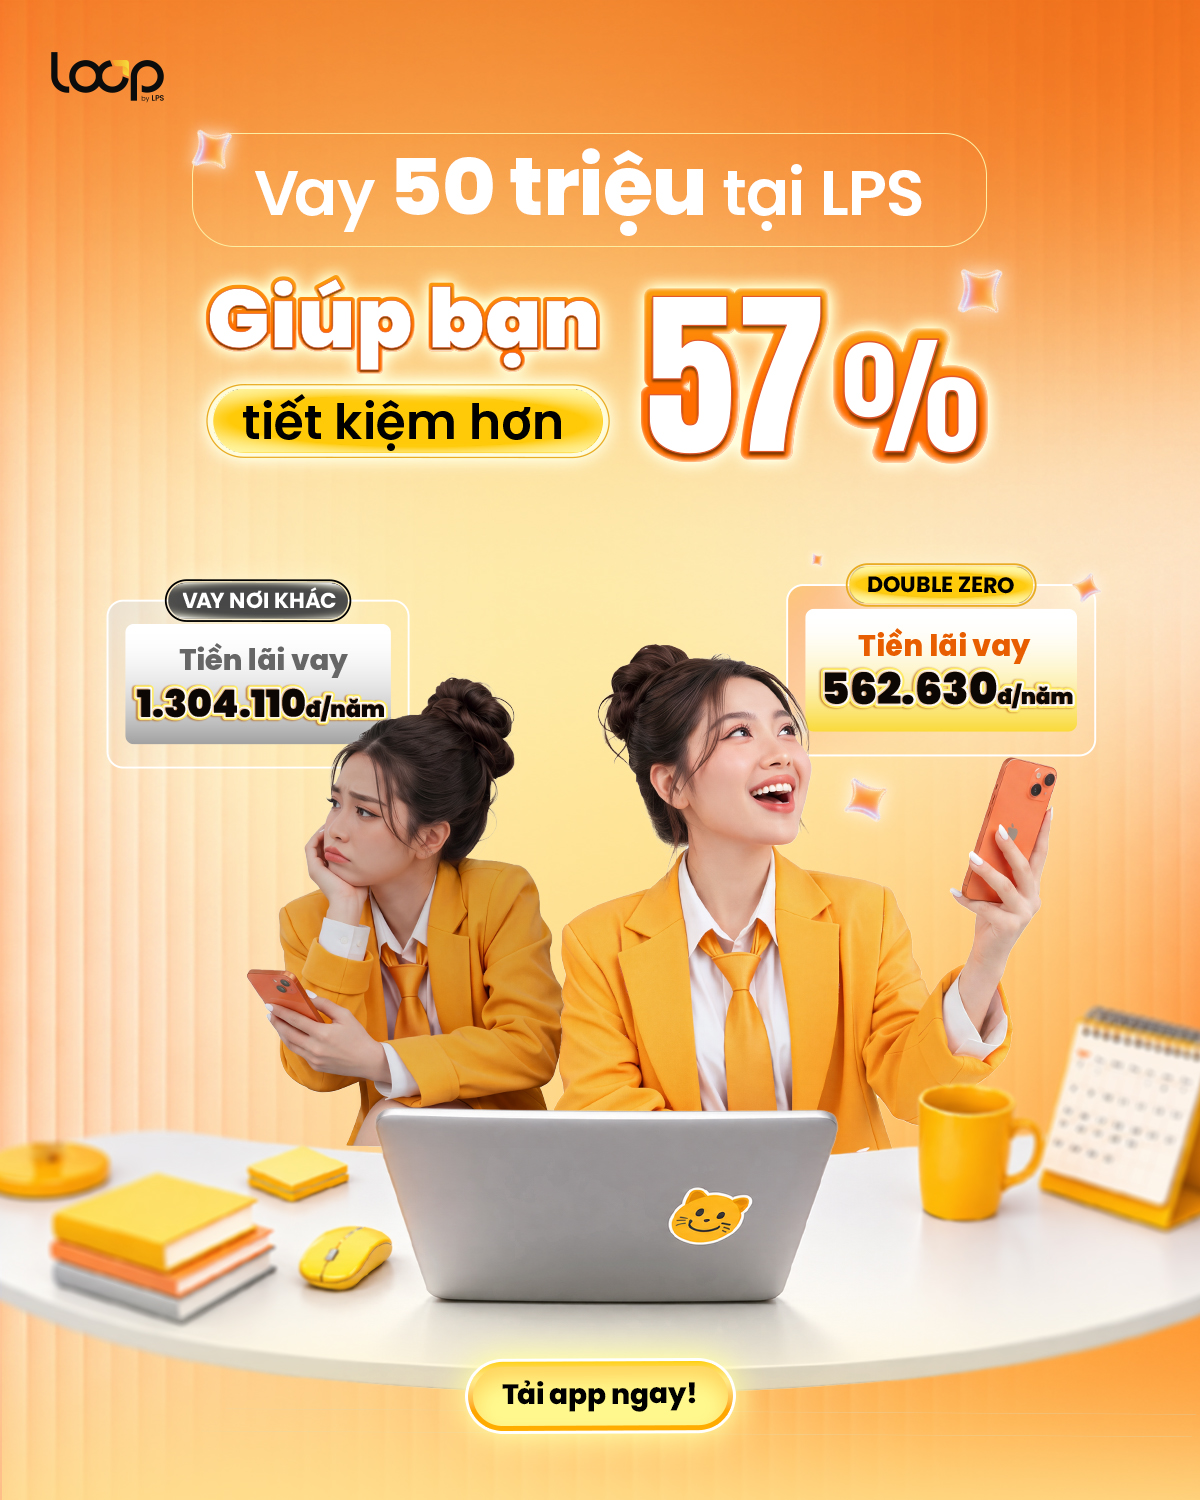 Loop
by LPS
Vay 50 triệu tại LPS
Giúp bạn
tiết kiệm hơn
57%
VAY NƠI KHÁC
Tiền lãi vay
1.304.110đ/năm
DOUBLE ZERO
Tiền lãi vay
562.630đ/năm
Tải app ngay!